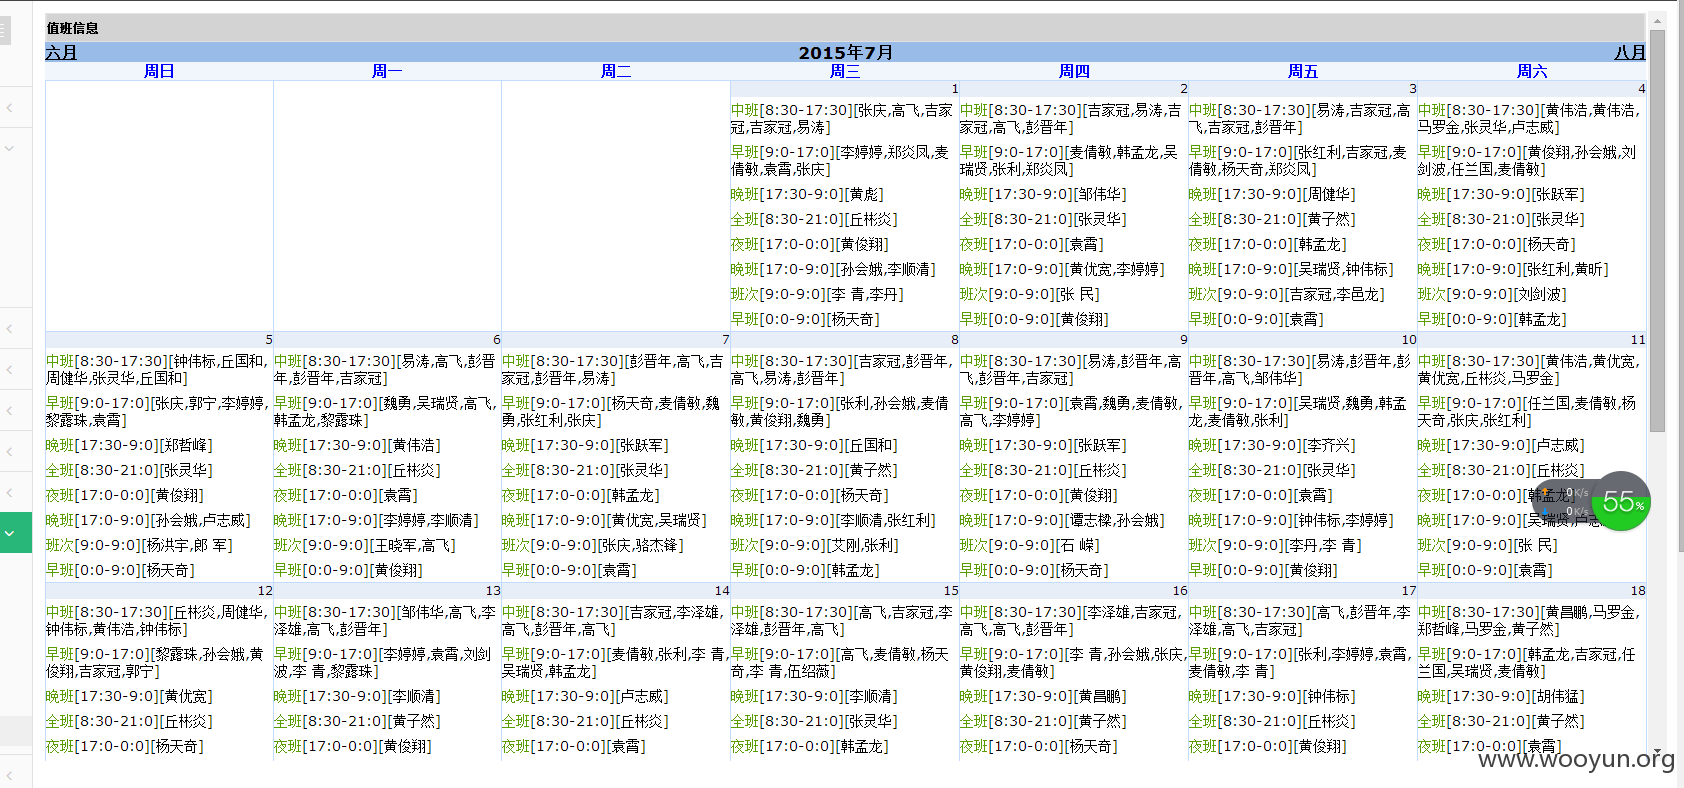 值班信息
六月 2015年7月 八月
周日 周一 周二 周三 周四 周五 周六
1
中班[8:30-17:30][张庆,高飞,吉家
冠,吉家冠,易涛]
早班[9:0-17:0][李婷婷,郑炎凤,麦
倩敏,袁霄,张庆]
晚班[17:30-9:0][黄彪]
全班[8:30-21:0][丘彬炎]
夜班[17:0-0:0][黄俊翔]
晚班[17:0-9:0][孙会娥,李顺清]
班次[9:0-9:0][李 青,李丹]
早班[0:0-9:0][杨天奇]
2
中班[8:30-17:30][吉家冠,易涛,吉
家冠,高飞,彭晋年]
早班[9:0-17:0][麦倩敏,韩孟龙,吴
瑞贤,张利,郑炎凤]
晚班[17:30-9:0][邹伟华]
全班[8:30-21:0][张灵华]
夜班[17:0-0:0][袁霄]
晚班[17:0-9:0][黄优宽,李婷婷]
班次[9:0-9:0][张 民]
早班[0:0-9:0][黄俊翔]
3
中班[8:30-17:30][易涛,吉家冠,高
飞,吉家冠,彭晋年]
早班[9:0-17:0][张红利,吉家冠,麦
倩敏,杨天奇,郑炎凤]
晚班[17:30-9:0][周健华]
全班[8:30-21:0][黄子然]
夜班[17:0-0:0][韩孟龙]
晚班[17:0-9:0][吴瑞贤,钟伟标]
班次[9:0-9:0][吉家冠,李邑龙]
早班[0:0-9:0][袁霄]
4
中班[8:30-17:30][黄伟浩,黄伟浩,
马罗金,张灵华,卢志威]
早班[9:0-17:0][黄俊翔,孙会娥,刘
剑波,任兰国,麦倩敏]
晚班[17:30-9:0][张跃军]
全班[8:30-21:0][张灵华]
夜班[17:0-0:0][杨天奇]
晚班[17:0-9:0][张红利,黄昕]
班次[9:0-9:0][刘剑波]
早班[0:0-9:0][韩孟龙]
5
中班[8:30-17:30][钟伟标,丘国和,
周健华,张灵华,丘国和]
早班[9:0-17:0][张庆,郭宁,李婷婷,
黎露珠,袁霄]
晚班[17:30-9:0][郑哲峰]
全班[8:30-21:0][张灵华]
夜班[17:0-0:0][黄俊翔]
晚班[17:0-9:0][孙会娥,卢志威]
班次[9:0-9:0][杨洪宇,郎 军]
早班[0:0-9:0][杨天奇]
6
中班[8:30-17:30][易涛,高飞,彭晋
年,彭晋年,吉家冠]
早班[9:0-17:0][魏勇,吴瑞贤,高飞,
韩孟龙,黎露珠]
晚班[17:30-9:0][黄伟浩]
全班[8:30-21:0][丘彬炎]
夜班[17:0-0:0][袁霄]
晚班[17:0-9:0][李婷婷,李顺清]
班次[9:0-9:0][王晓军,高飞]
早班[0:0-9:0][黄俊翔]
7
中班[8:30-17:30][彭晋年,高飞,吉
家冠,彭晋年,易涛]
早班[9:0-17:0][杨天奇,麦倩敏,魏
勇,张红利,张庆]
晚班[17:30-9:0][张跃军]
全班[8:30-21:0][张灵华]
夜班[17:0-0:0][韩孟龙]
晚班[17:0-9:0][黄优宽,吴瑞贤]
班次[9:0-9:0][张庆,骆杰锋]
早班[0:0-9:0][袁霄]
8
中班[8:30-17:30][吉家冠,彭晋年,
高飞,易涛,彭晋年]
早班[9:0-17:0][张利,孙会娥,麦倩
敏,黄俊翔,魏勇]
晚班[17:30-9:0][丘国和]
全班[8:30-21:0][黄子然]
夜班[17:0-0:0][杨天奇]
晚班[17:0-9:0][李顺清,张红利]
班次[9:0-9:0][艾刚,张利]
早班[0:0-9:0][韩孟龙]
9
中班[8:30-17:30][易涛,彭晋年,高
飞,彭晋年,吉家冠]
早班[9:0-17:0][袁霄,魏勇,麦倩敏,
高飞,李婷婷]
晚班[17:30-9:0][张跃军]
全班[8:30-21:0][丘彬炎]
夜班[17:0-0:0][黄俊翔]
晚班[17:0-9:0][谭志樑,孙会娥]
班次[9:0-9:0][石 嵘]
早班[0:0-9:0][杨天奇]
10
中班[8:30-17:30][易涛,彭晋年,彭
晋年,高飞,邹伟华]
早班[9:0-17:0][吴瑞贤,魏勇,韩孟
龙,麦倩敏,张利]
晚班[17:30-9:0][李齐兴]
全班[8:30-21:0][张灵华]
夜班[17:0-0:0][袁霄]
晚班[17:0-9:0][钟伟标,李婷婷]
班次[9:0-9:0][李丹,李 青]
早班[0:0-9:0][黄俊翔]
11
中班[8:30-17:30][黄伟浩,黄优宽,
黄优宽,丘彬炎,马罗金]
早班[9:0-17:0][任兰国,麦倩敏,杨
天奇,张庆,张红利]
晚班[17:30-9:0][卢志威]
全班[8:30-21:0][丘彬炎]
夜班[17:0-0:0][韩孟龙]
晚班[17:0-9:0][吴瑞贤,卢志
班次[9:0-9:0][张 民]
早班[0:0-9:0][袁霄]
0K/s
0K/s
55%
12
中班[8:30-17:30][丘彬炎,周健华,
钟伟标,黄伟浩,钟伟标]
早班[9:0-17:0][黎露珠,孙会娥,黄
俊翔,吉家冠,郭宁]
晚班[17:30-9:0][黄优宽]
全班[8:30-21:0][丘彬炎]
夜班[17:0-0:0][杨天奇]
13
中班[8:30-17:30][邹伟华,高飞,李
泽雄,高飞,彭晋年]
早班[9:0-17:0][李婷婷,袁霄,刘剑
波,李 青,黎露珠]
晚班[17:30-9:0][李顺清]
全班[8:30-21:0][黄子然]
夜班[17:0-0:0][黄俊翔]
14
中班[8:30-17:30][吉家冠,李泽雄,
高飞,彭晋年,高飞]
早班[9:0-17:0][麦倩敏,张利,李 青,
吴瑞贤,韩孟龙]
晚班[17:30-9:0][卢志威]
全班[8:30-21:0][丘彬炎]
夜班[17:0-0:0][袁霄]
15
中班[8:30-17:30][高飞,吉家冠,李
泽雄,彭晋年,高飞]
早班[9:0-17:0][高飞,麦倩敏,杨天
奇,李 青,伍绍薇]
晚班[17:30-9:0][李顺清]
全班[8:30-21:0][张灵华]
夜班[17:0-0:0][韩孟龙]
16
中班[8:30-17:30][李泽雄,吉家冠,
高飞,高飞,彭晋年]
早班[9:0-17:0][李 青,孙会娥,张庆,
黄俊翔,麦倩敏]
晚班[17:30-9:0][黄昌鹏]
全班[8:30-21:0][黄子然]
夜班[17:0-0:0][杨天奇]
17
中班[8:30-17:30][高飞,彭晋年,李
泽雄,高飞,吉家冠]
早班[9:0-17:0][张利,李婷婷,袁霄,
麦倩敏,李 青]
晚班[17:30-9:0][钟伟标]
全班[8:30-21:0][丘彬炎]
夜班[17:0-0:0][黄俊翔]
18
中班[8:30-17:30][黄昌鹏,马罗金,
郑哲峰,马罗金,黄子然]
早班[9:0-17:0][韩孟龙,吉家冠,任
兰国,吴瑞贤,麦倩敏]
晚班[17:30-9:0][胡伟猛]
全班[8:30-21:0][黄子然]
夜班[17:0-0:0][袁霄]
www.wooyun.org